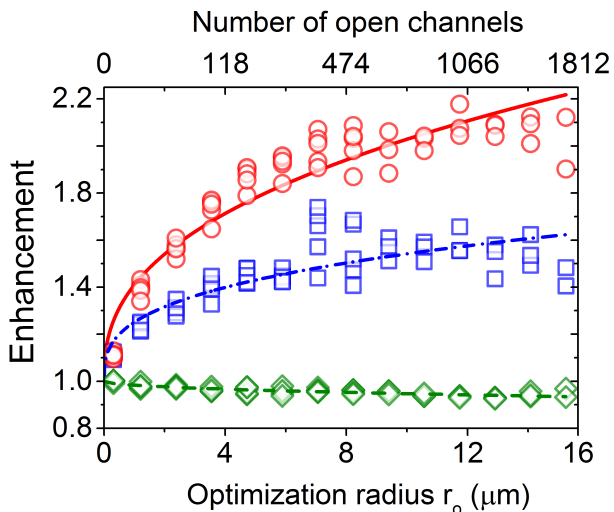 Number of open channels
0 118 474 1066 1812
Enhancement
2.2
1.8
1.4
1.0
0.8
0 4 8 12 16
Optimization radius r_o (μm)